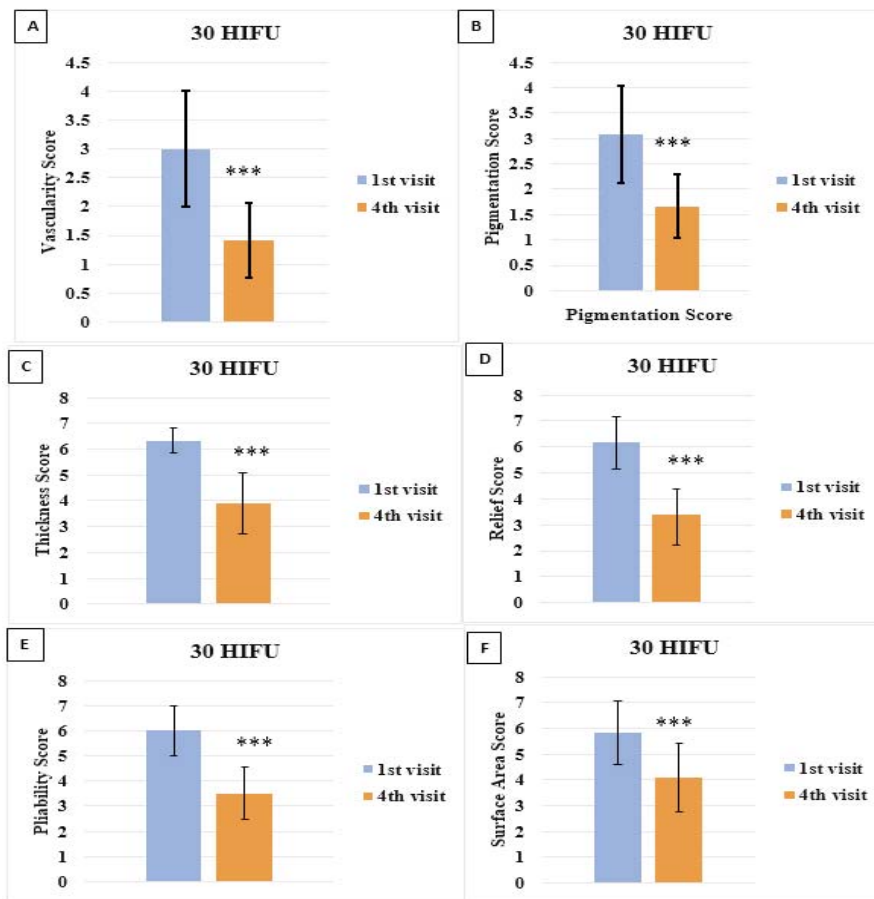 A
30 HIFU
Vascularity Score
4.5
4
3.5
3
2.5
2
1.5
1
0.5
0
***
1st visit
4th visit
B
30 HIFU
Pigmentation Score
4.5
4
3.5
3
2.5
2
1.5
1
0.5
0
***
Pigmentation Score
1st visit
4th visit
C
30 HIFU
Thickness Score
8
7
6
5
4
3
2
1
0
***
1st visit
4th visit
D
30 HIFU
Relief Score
8
7
6
5
4
3
2
1
0
***
1st visit
4th visit
E
30 HIFU
Pliability Score
8
7
6
5
4
3
2
1
0
***
1st visit
4th visit
F
30 HIFU
Surface Area Score
8
7
6
5
4
3
2
1
0
***
1st visit
4th visit